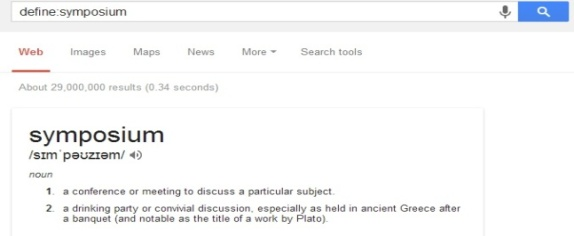 define:symposium
Web Images Maps News More Search tools
About 29,000,000 results (0.34 seconds)
symposium
/sɪmˈpəʊzɪəm/
noun
1. a conference or meeting to discuss a particular subject.
2. a drinking party or convivial discussion, especially as held in ancient Greece after
a banquet (and notable as the title of a work by Plato).